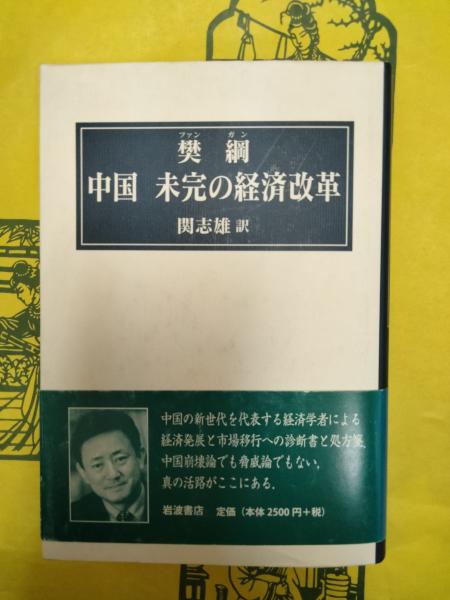 ファン ガン
樊 綱
中国 未完の経済改革
関志雄 訳
中国の新世代を代表する経済学者による
経済発展と市場移行への診断書と処方箋.
中国崩壊論でも脅威論でもない,
真の活路がここにある.
岩波書店 定価(本体2500円+税)